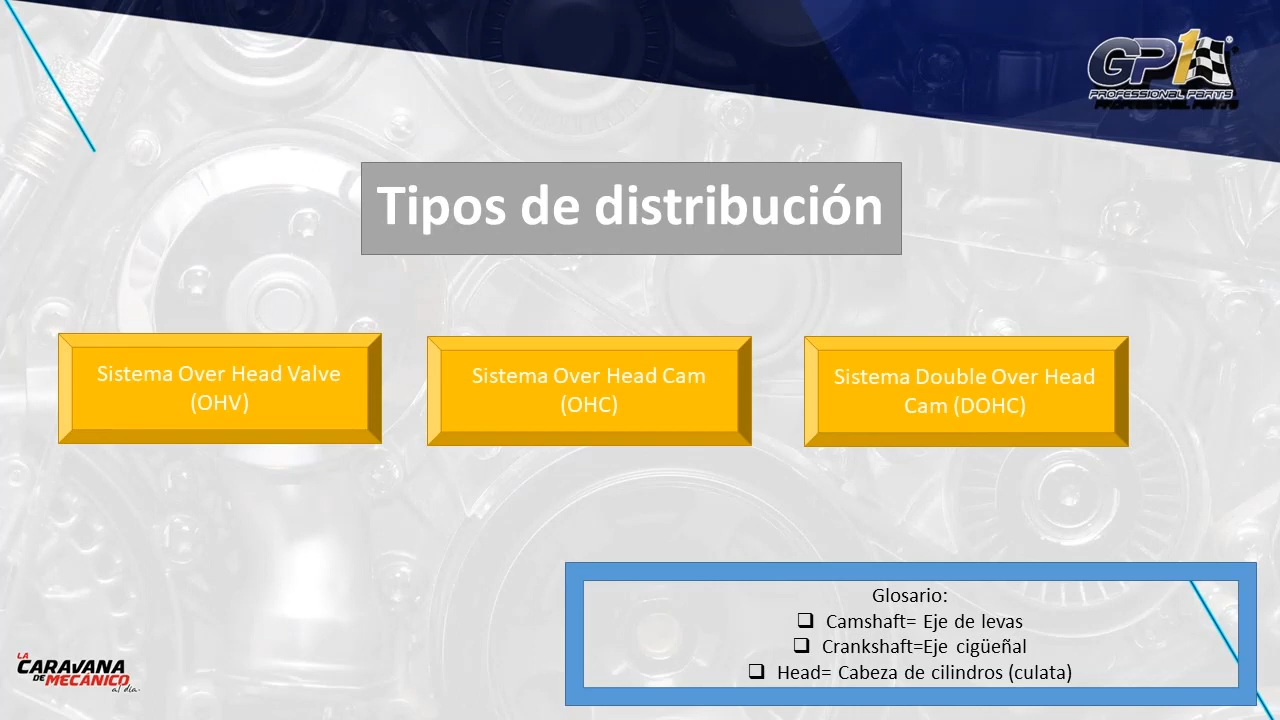 GP1®
PROFESSIONAL PARTS
Tipos de distribución
Sistema Over Head Valve
(OHV)
Sistema Over Head Cam
(OHC)
Sistema Double Over Head
Cam (DOHC)
Glosario:
❑ Camshaft= Eje de levas
❑ Crankshaft=Eje cigüeñal
❑ Head= Cabeza de cilindros (culata)
LA
CARAVANA
DE MECÁNICO
al día.